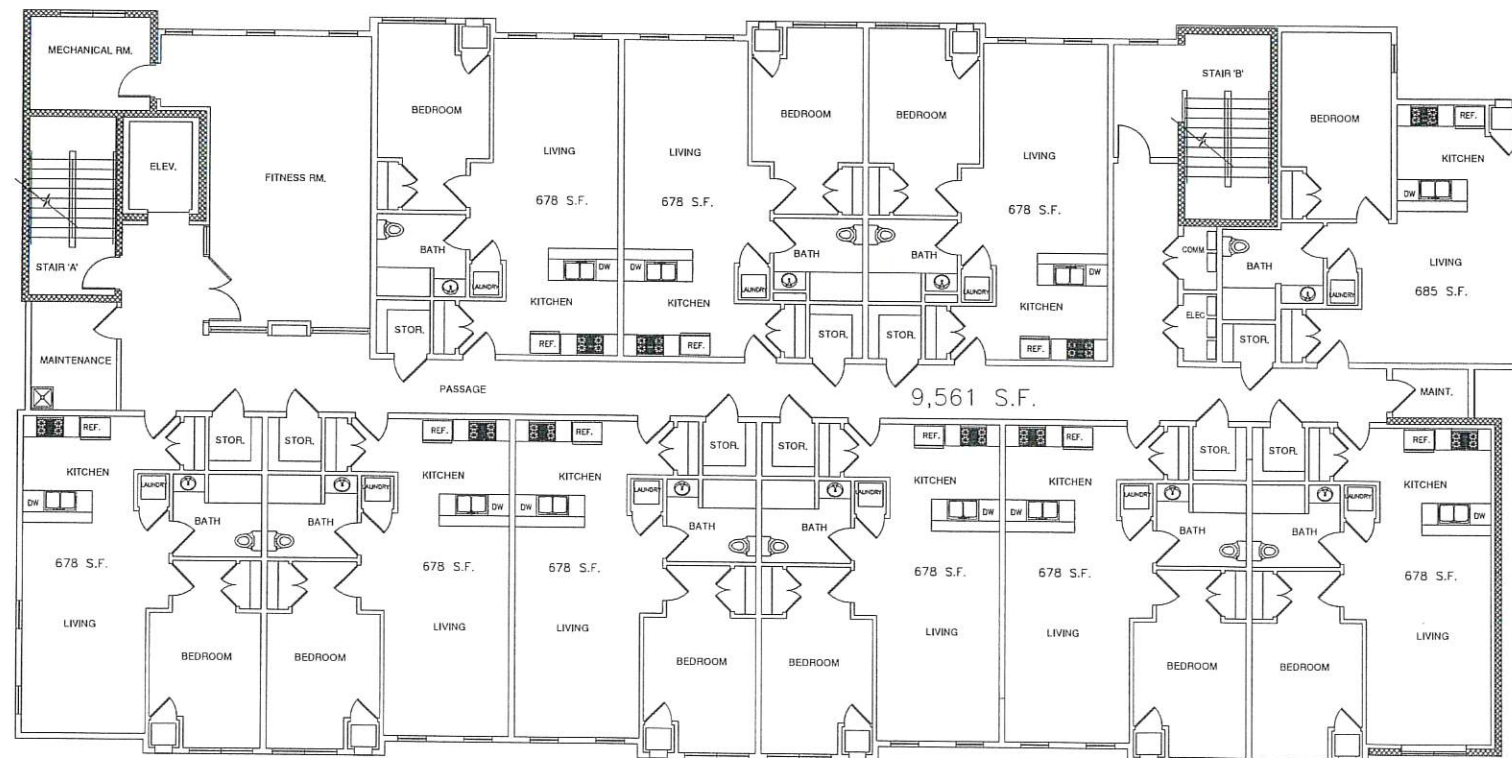 MECHANICAL RM.
ELEV.
STAIR 'A'
FITNESS RM.
MAINTENANCE
BEDROOM
LIVING
678 S.F.
BATH
LAUNDRY
DW
KITCHEN
STOR.
REF.
LIVING
678 S.F.
DW
KITCHEN
REF.
BEDROOM
BATH
LAUNDRY
STOR.
BEDROOM
BATH
LAUNDRY
STOR.
LIVING
678 S.F.
DW
KITCHEN
REF.
STAIR 'B'
COMM
ELEC
BEDROOM
BATH
LAUNDRY
STOR.
REF.
KITCHEN
DW
LIVING
685 S.F.
PASSAGE
9,561 S.F.
MAINT.
REF.
KITCHEN
DW
678 S.F.
LIVING
STOR.
LAUNDRY
BATH
BEDROOM
STOR.
LAUNDRY
BATH
BEDROOM
REF.
KITCHEN
DW
678 S.F.
LIVING
REF.
KITCHEN
DW
678 S.F.
LIVING
STOR.
LAUNDRY
BATH
BEDROOM
STOR.
LAUNDRY
BATH
BEDROOM
REF.
KITCHEN
DW
678 S.F.
LIVING
REF.
KITCHEN
DW
678 S.F.
LIVING
STOR.
LAUNDRY
BATH
BEDROOM
STOR.
LAUNDRY
BATH
BEDROOM
REF.
KITCHEN
DW
678 S.F.
LIVING